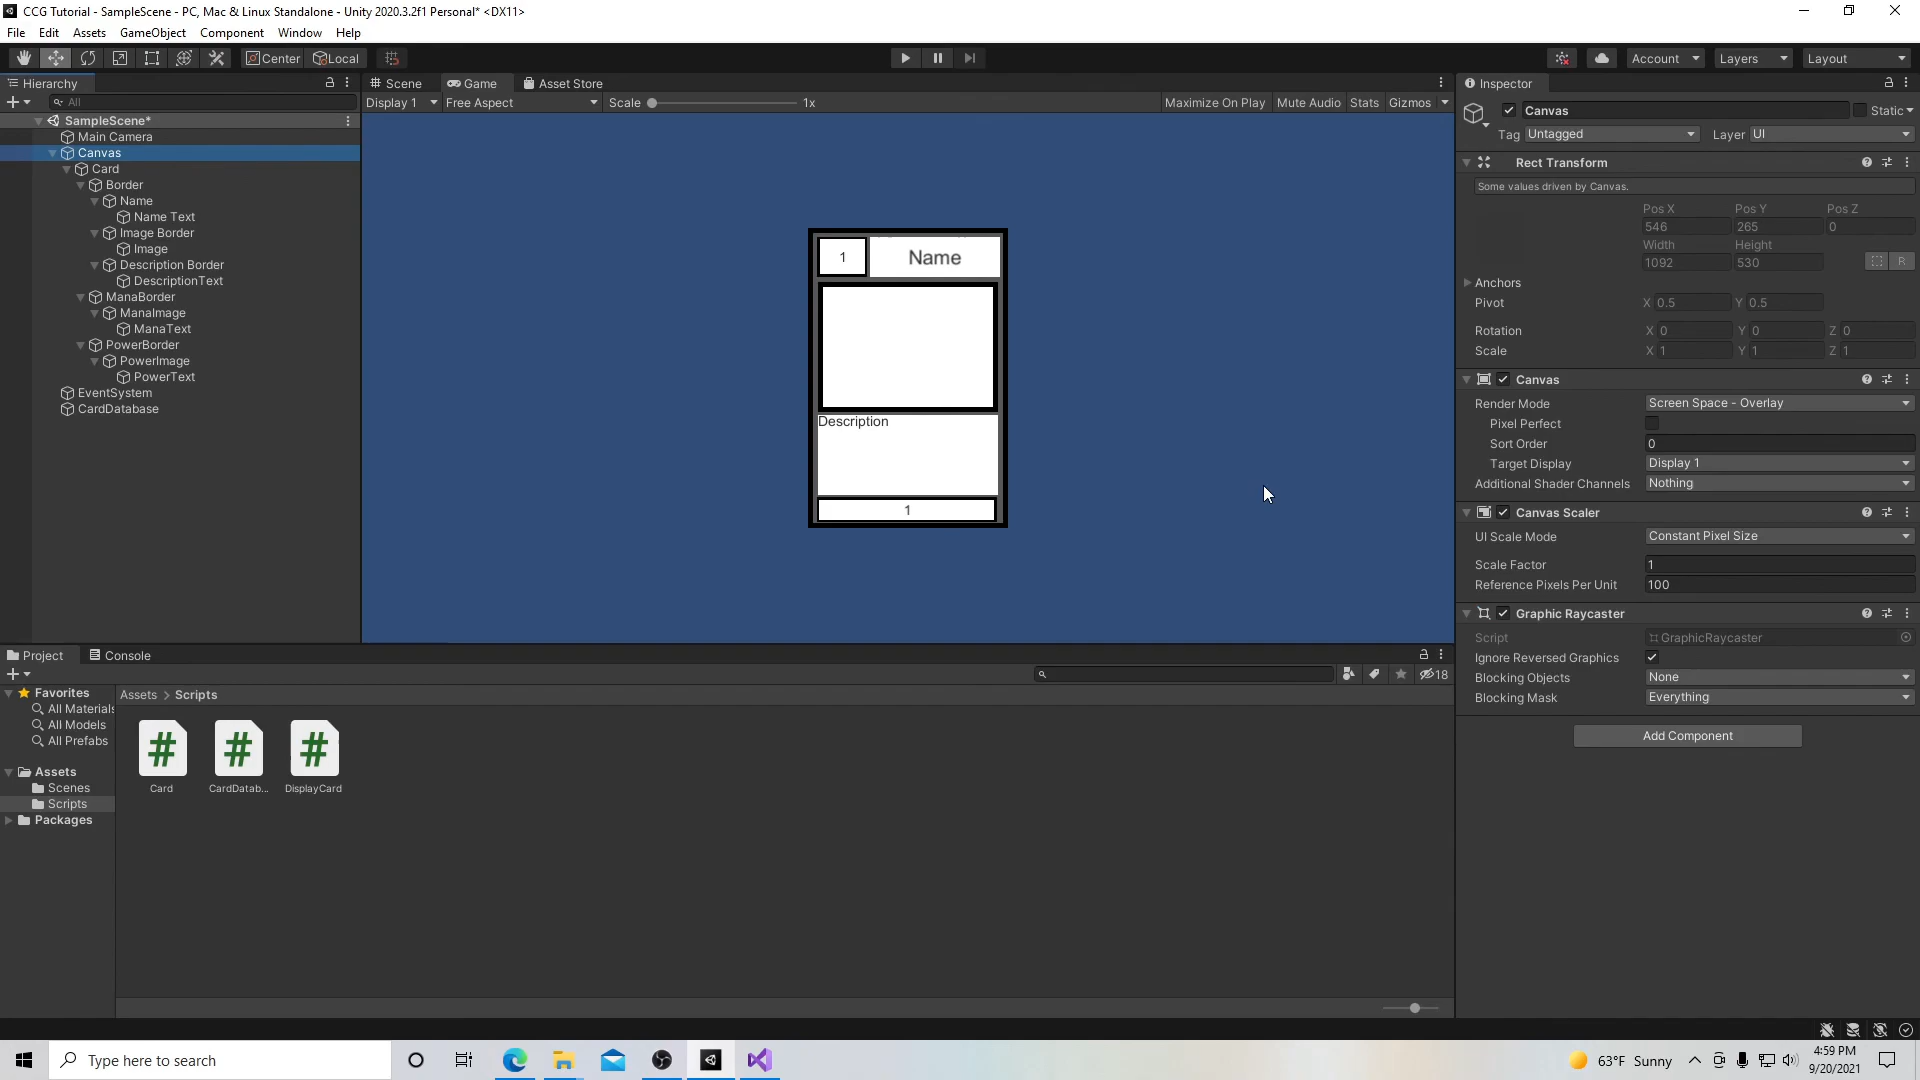 CCG Tutorial - SampleScene - PC, Mac & Linux Standalone - Unity 2020.3.2f1 Personal* <DX11>
File Edit Assets GameObject Component Window Help
Center Local Account Layers Layout
Hierarchy
All
SampleScene*
Main Camera
Canvas
Card
Border
Name
Name Text
Image Border
Image
Description Border
DescriptionText
ManaBorder
ManaImage
ManaText
PowerBorder
PowerImage
PowerText
EventSystem
CardDatabase
Scene Game Asset Store
Display 1 Free Aspect Scale 1x Maximize On Play Mute Audio Stats Gizmos
1 Name
Description
1
Inspector
Canvas Static
Tag Untagged Layer UI
Rect Transform
Some values driven by Canvas.
Pos X Pos Y Pos Z
546 265 0
Width Height
1092 530 R
Anchors
Pivot X 0.5 Y 0.5
Rotation X 0 Y 0 Z 0
Scale X 1 Y 1 Z 1
Canvas
Render Mode Screen Space - Overlay
Pixel Perfect
Sort Order 0
Target Display Display 1
Additional Shader Channels Nothing
Canvas Scaler
UI Scale Mode Constant Pixel Size
Scale Factor 1
Reference Pixels Per Unit 100
Graphic Raycaster
Script GraphicRaycaster
Ignore Reversed Graphics
Blocking Objects None
Blocking Mask Everything
Add Component
Project Console
18
Favorites
All Materials
All Models
All Prefabs
Assets
Scenes
Scripts
Packages
Assets > Scripts
Card CardDatab... DisplayCard
Type here to search
63°F Sunny
4:59 PM
9/20/2021